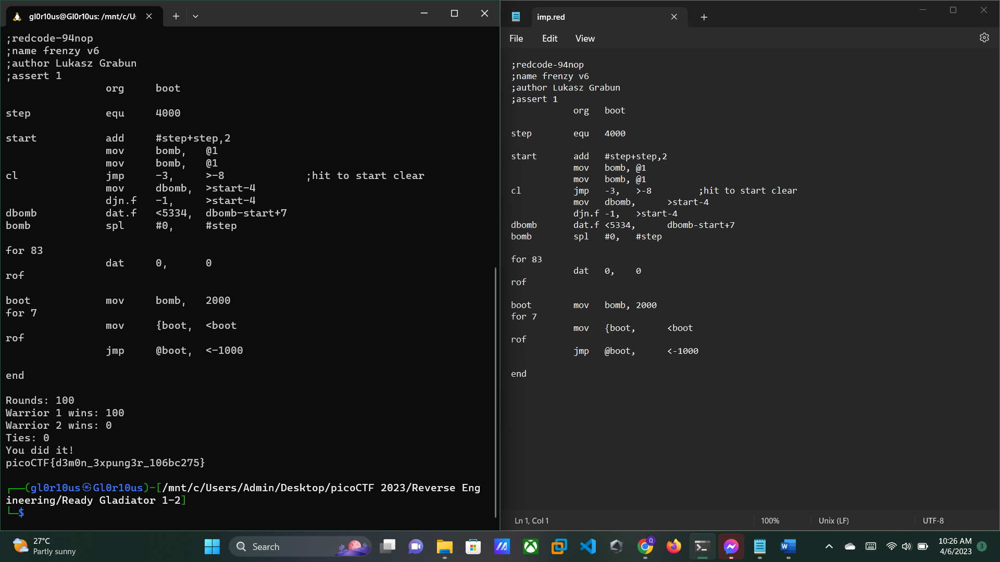 gl0r10us@Gl0r10us: /mnt/c/U
;redcode-94nop
;name frenzy v6
;author Lukasz Grabun
;assert 1
org boot
step equ 4000
start add #step+step,2
mov bomb, @1
mov bomb, @1
cl jmp -3, >-8 ;hit to start clear
mov dbomb, >start-4
djn.f -1, >start-4
dbomb dat.f <5334, dbomb-start+7
bomb spl #0, #step
for 83
dat 0, 0
rof
boot mov bomb, 2000
for 7
mov {boot, <boot
rof
jmp @boot, <-1000
end
Rounds: 100
Warrior 1 wins: 100
Warrior 2 wins: 0
Ties: 0
You did it!
picoCTF{d3m0n_3xpung3r_106bc275}
┌──(gl0r10us㉿Gl0r10us)-[/mnt/c/Users/Admin/Desktop/picoCTF 2023/Reverse Eng
ineering/Ready Gladiator 1-2]
└─$
imp.red
File Edit View
;redcode-94nop
;name frenzy v6
;author Lukasz Grabun
;assert 1
org boot
step equ 4000
start add #step+step,2
mov bomb, @1
mov bomb, @1
cl jmp -3, >-8 ;hit to start clear
mov dbomb, >start-4
djn.f -1, >start-4
dbomb dat.f <5334, dbomb-start+7
bomb spl #0, #step
for 83
dat 0, 0
rof
boot mov bomb, 2000
for 7
mov {boot, <boot
rof
jmp @boot, <-1000
end
Ln 1, Col 1 100% Unix (LF) UTF-8
27°C
Partly sunny
Search
10:26 AM
4/6/2023
3